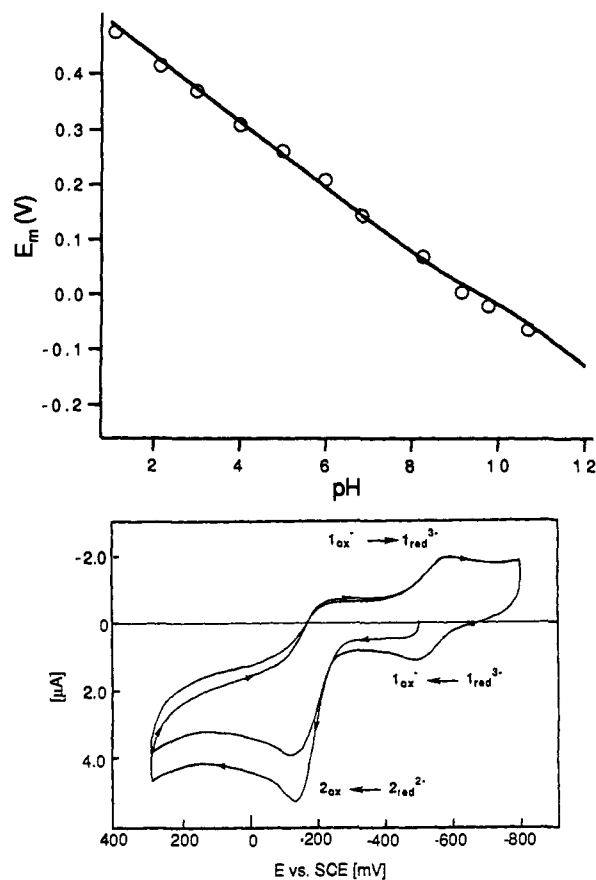 0.4
0.3
0.2
0.1
0.0
-0.1
-0.2
Em (V)
2 4 6 8 10 12
pH
1ox- → 1red3-
-2.0
0
2.0
4.0
[μA]
1ox- ← 1red3-
2ox ← 2red2-
400 200 0 -200 -400 -600 -800
E vs. SCE [mV]